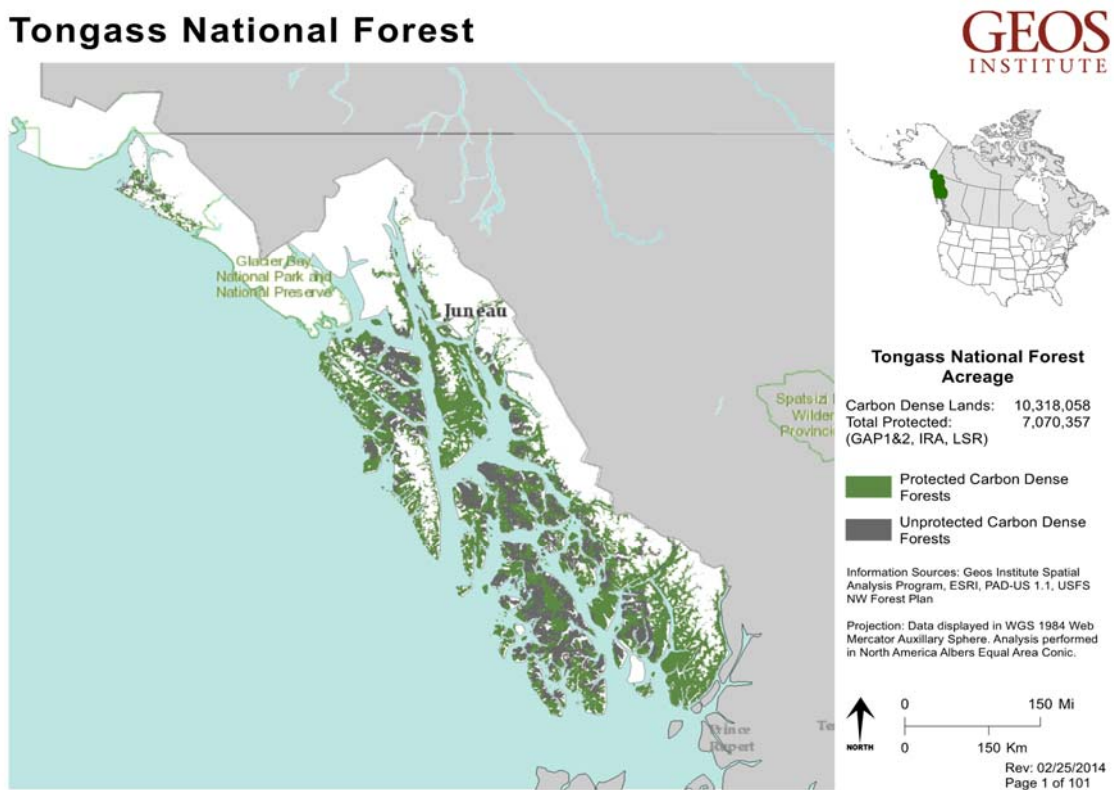 Tongass National Forest
GEOS
INSTITUTE
Glacier Bay
National Park and
National Preserve
Juneau
Spatsizi
Wilder
Provinci
Prince
Rupert
Te
Tongass National Forest
Acreage
Carbon Dense Lands: 10,318,058
Total Protected: 7,070,357
(GAP1&2, IRA, LSR)
Protected Carbon Dense
Forests
Unprotected Carbon Dense
Forests
Information Sources: Geos Institute Spatial
Analysis Program, ESRI, PAD-US 1.1, USFS
NW Forest Plan
Projection: Data displayed in WGS 1984 Web
Mercator Auxillary Sphere. Analysis performed
in North America Albers Equal Area Conic.
NORTH
0 150 Mi
0 150 Km
Rev: 02/25/2014
Page 1 of 101